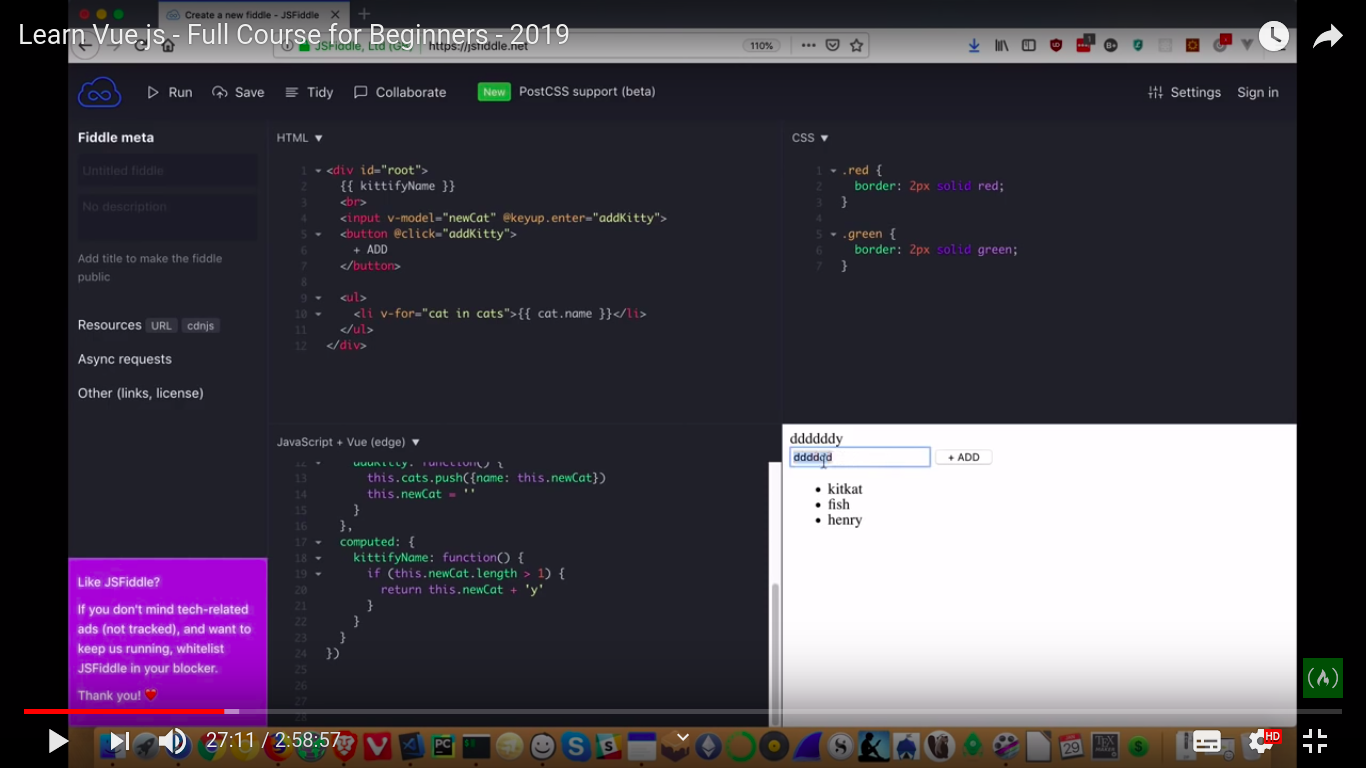 Create a new fiddle - JSFiddle
Learn Vue.js - Full Course for Beginners - 2019
https://jsfiddle.net
110%
Run
Save
Tidy
Collaborate
New
PostCSS support (beta)
Settings
Sign in
Fiddle meta
Untitled fiddle
No description
Add title to make the fiddle
public
Resources URL cdnjs
Async requests
Other (links, license)
Like JSFiddle?
If you don't mind tech-related
ads (not tracked), and want to
keep us running, whitelist
JSFiddle in your blocker.
Thank you! ❤️
HTML ▼
1 <div id="root">
2 {{ kittifyName }}
3 <br>
4 <input v-model="newCat" @keyup.enter="addKitty">
5 <button @click="addKitty">
6 + ADD
7 </button>
8
9 <ul>
10 <li v-for="cat in cats">{{ cat.name }}</li>
11 </ul>
12 </div>
CSS ▼
1 .red {
2 border: 2px solid red;
3 }
4
5 .green {
6 border: 2px solid green;
7 }
JavaScript + Vue (edge) ▼
12 addKitty: function() {
13 this.cats.push({name: this.newCat})
14 this.newCat = ''
15 }
16 },
17 computed: {
18 kittifyName: function() {
19 if (this.newCat.length > 1) {
20 return this.newCat + 'y'
21 }
22 }
23 }
24 })
25
26
27
28
ddddddy
dddddd
+ ADD
• kitkat
• fish
• henry
27:11 / 2:58:57
HD